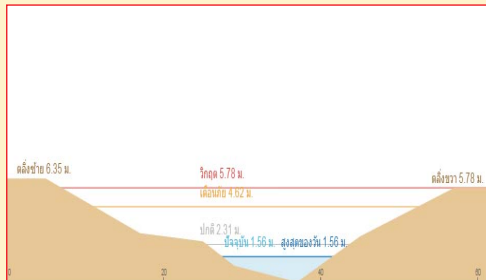 ตลิ่งซ้าย 6.35 ม.
วิกฤต 5.78 ม.
ตลิ่งขวา 5.78 ม.
เตือนภัย 4.62 ม.
ปกติ 2.31 ม.
ปัจจุบัน 1.56 ม. สูงสุดของวัน 1.56 ม.
0 20 40 60